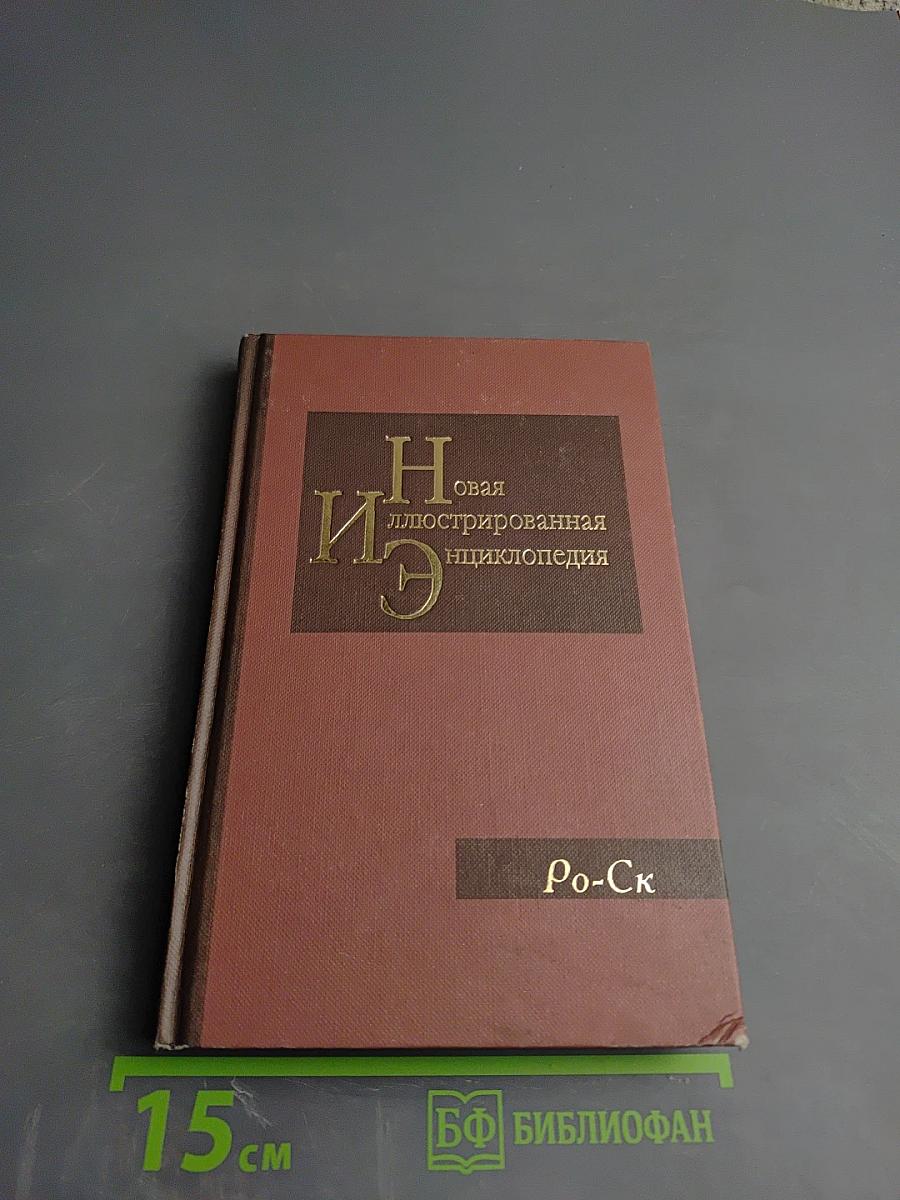 Новая
Иллюстрированная
Энциклопедия
Ро-Ск
15 см
БФ БИБЛИОФАН